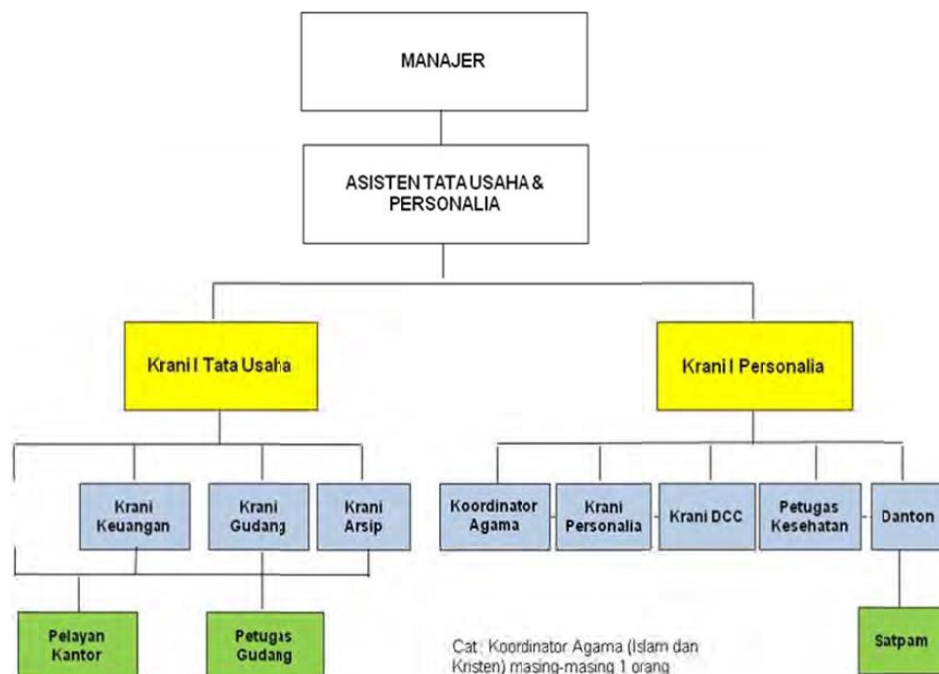 MANAJER
ASISTEN TATA USAHA &
PERSONALIA
Krani I Tata Usaha
Krani I Personalia
Krani
Keuangan
Krani
Gudang
Krani
Arsip
Koordinator
Agama
Krani
Personalia
Krani DCC
Petugas
Kesehatan
Danton
Pelayan
Kantor
Petugas
Gudang
Satpam
Cat : Koordinator Agama (Islam dan
Kristen) masing-masing 1 orang